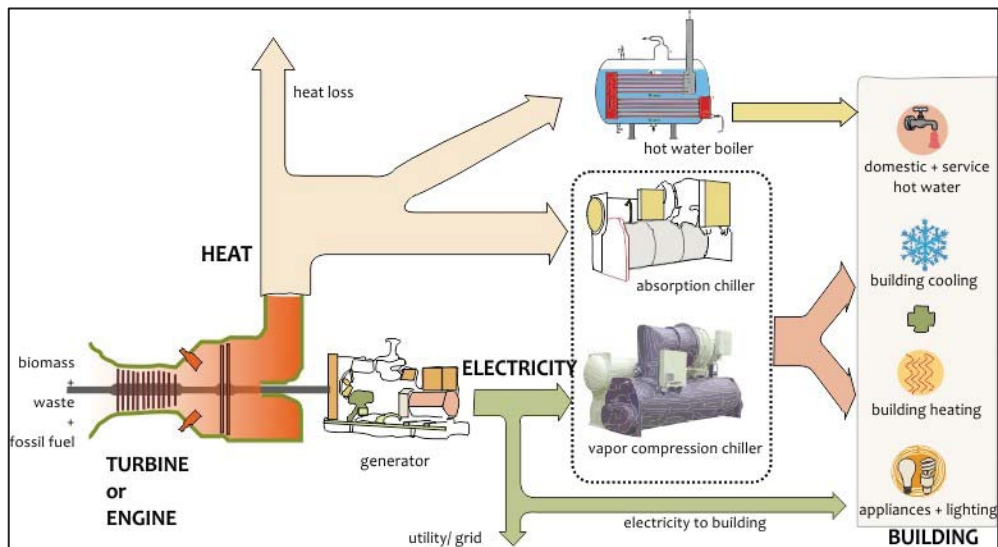 heat loss
hot water boiler
domestic + service
hot water
HEAT
absorption chiller
building cooling
biomass
+
waste
+
fossil fuel
ELECTRICITY
generator
vapor compression chiller
building heating
TURBINE
or
ENGINE
appliances + lighting
electricity to building
utility/ grid
BUILDING